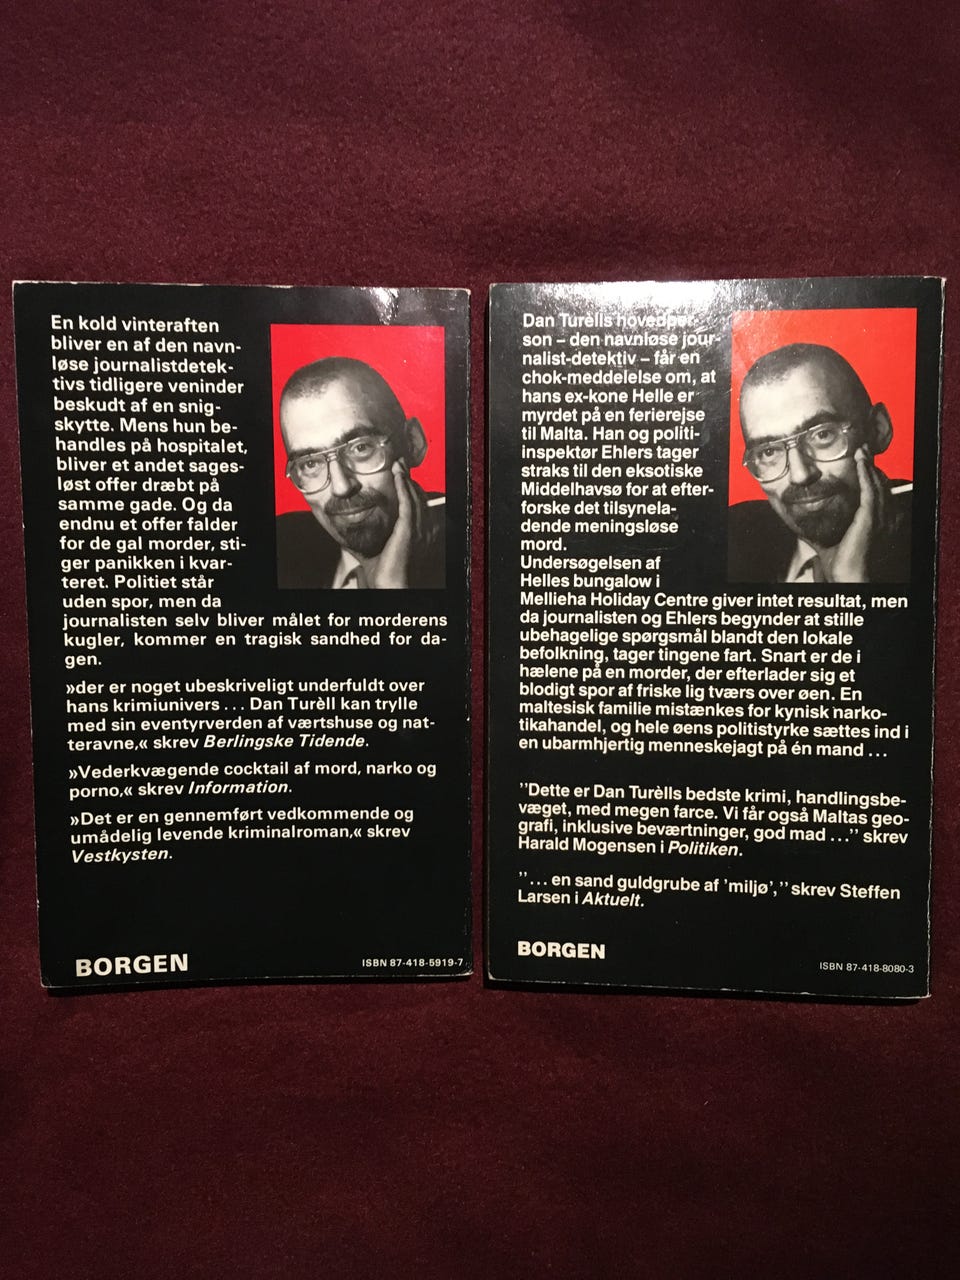 En kold vinteraften
bliver en af den navn-
løse journalistdetek-
tivs tidligere veninder
beskudt af en snig-
skytte. Mens hun be-
handles på hospitalet,
bliver et andet sages-
løst offer dræbt på
samme gade. Og da
endnu et offer falder
for de gal morder, sti-
ger panikken i kvar-
teret. Politiet står
uden spor, men da
journalisten selv bliver målet for morderens
kugler, kommer en tragisk sandhed for da-
gen.
»der er noget ubeskriveligt underfuldt over
hans krimiunivers ... Dan Turèll kan trylle
med sin eventyrverden af værtshuse og nat-
teravne,« skrev Berlingske Tidende.
»Vederkvægende cocktail af mord, narko og
porno,« skrev Information.
»Det er en gennemført vedkommende og
umådelig levende kriminalroman,« skrev
Vestkysten.
BORGEN
ISBN 87-418-5919-7
Dan Turèlls hovedper-
son – den navnløse jour-
nalist-detektiv – får en
chok-meddelelse om, at
hans ex-kone Helle er
myrdet på en ferierejse
til Malta. Han og politi-
inspektør Ehlers tager
straks til den eksotiske
Middelhavsø for at efter-
forske det tilsynela-
dende meningsløse
mord.
Undersøgelsen af
Helles bungalow i
Mellieha Holiday Centre giver intet resultat, men
da journalisten og Ehlers begynder at stille
ubehagelige spørgsmål blandt den lokale
befolkning, tager tingene fart. Snart er de i
hælene på en morder, der efterlader sig et
blodigt spor af friske lig tværs over øen. En
maltesisk familie mistænkes for kynisk narko-
tikahandel, og hele øens politistyrke sættes ind i
en ubarmhjertig menneskejagt på én mand ...
"Dette er Dan Turèlls bedste krimi, handlingsbe-
væget, med megen farce. Vi får også Maltas geo-
grafi, inklusive beværtninger, god mad ..." skrev
Harald Mogensen i Politiken.
"... en sand guldgrube af 'miljø'," skrev Steffen
Larsen i Aktuelt.
BORGEN
ISBN 87-418-8080-3